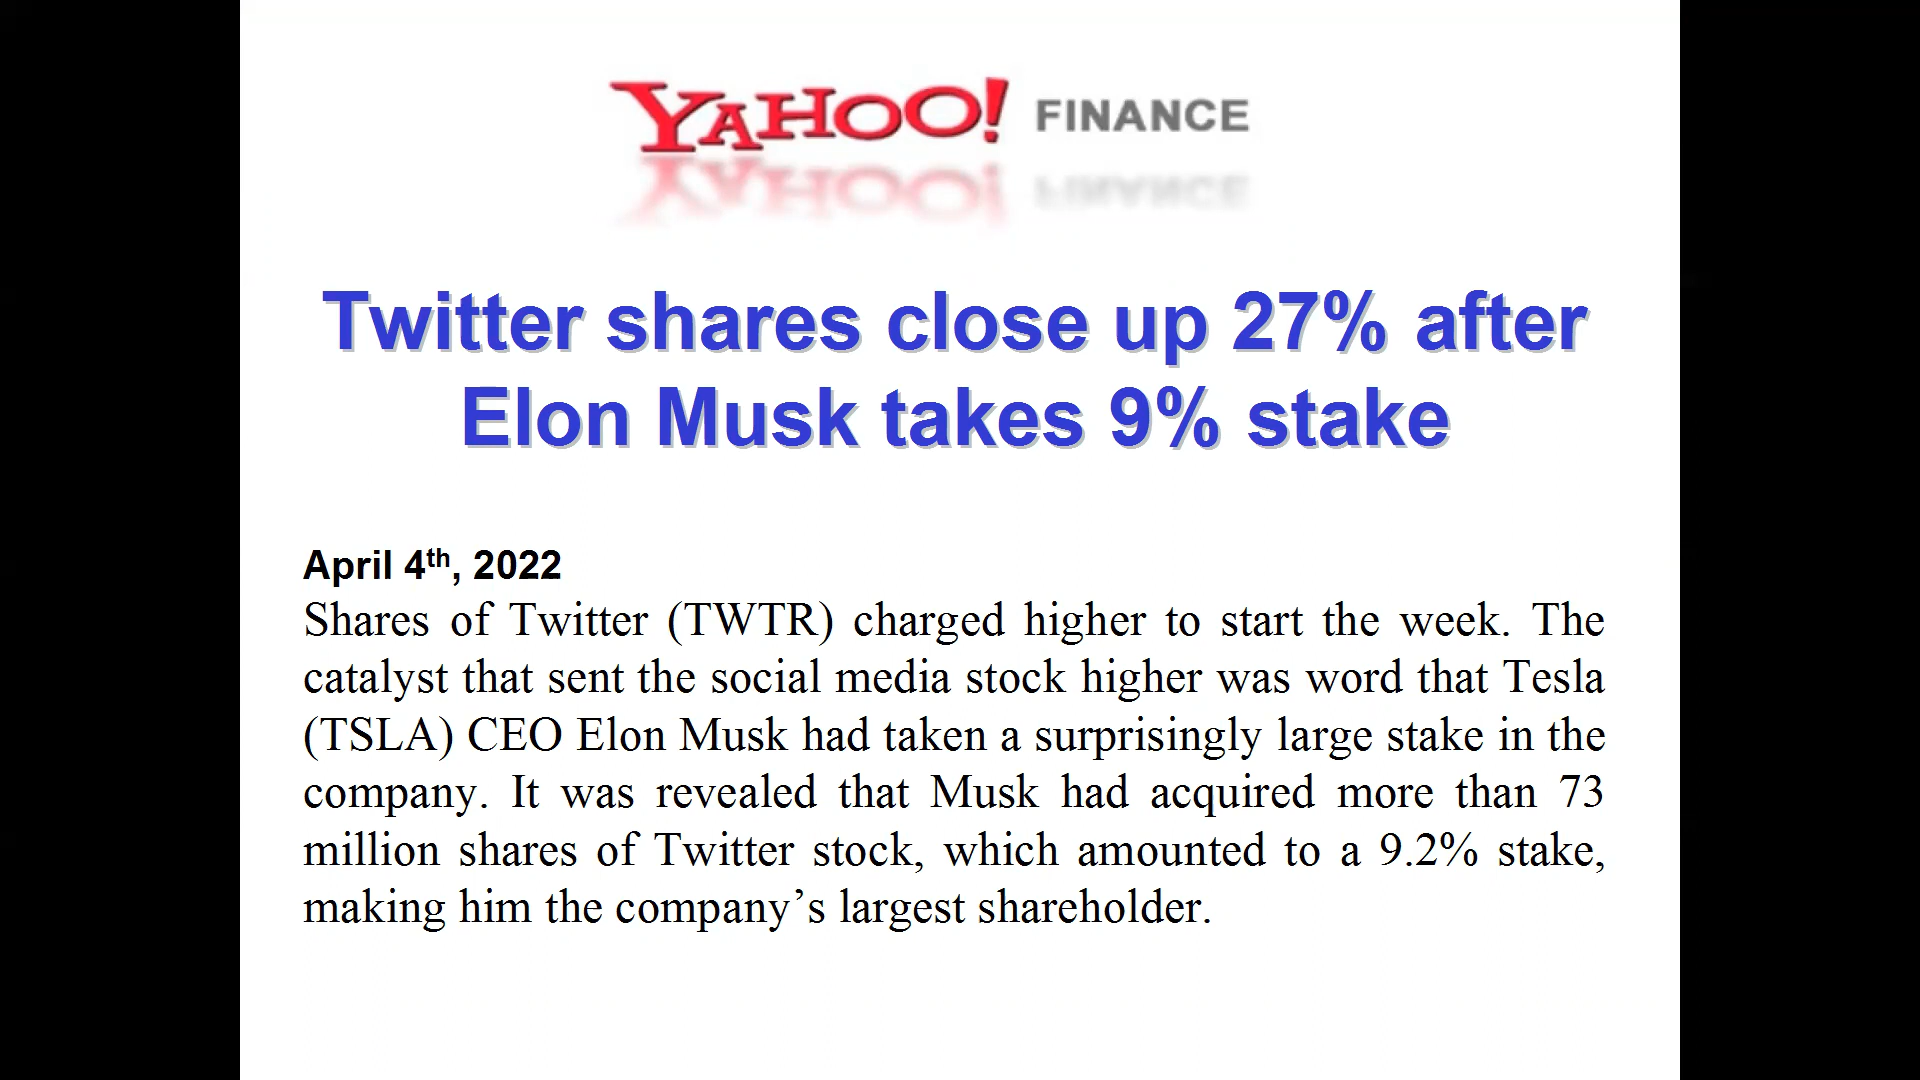 YAHOO! FINANCE
Twitter shares close up 27% after
Elon Musk takes 9% stake
April 4th, 2022
Shares of Twitter (TWTR) charged higher to start the week. The
catalyst that sent the social media stock higher was word that Tesla
(TSLA) CEO Elon Musk had taken a surprisingly large stake in the
company. It was revealed that Musk had acquired more than 73
million shares of Twitter stock, which amounted to a 9.2% stake,
making him the company’s largest shareholder.